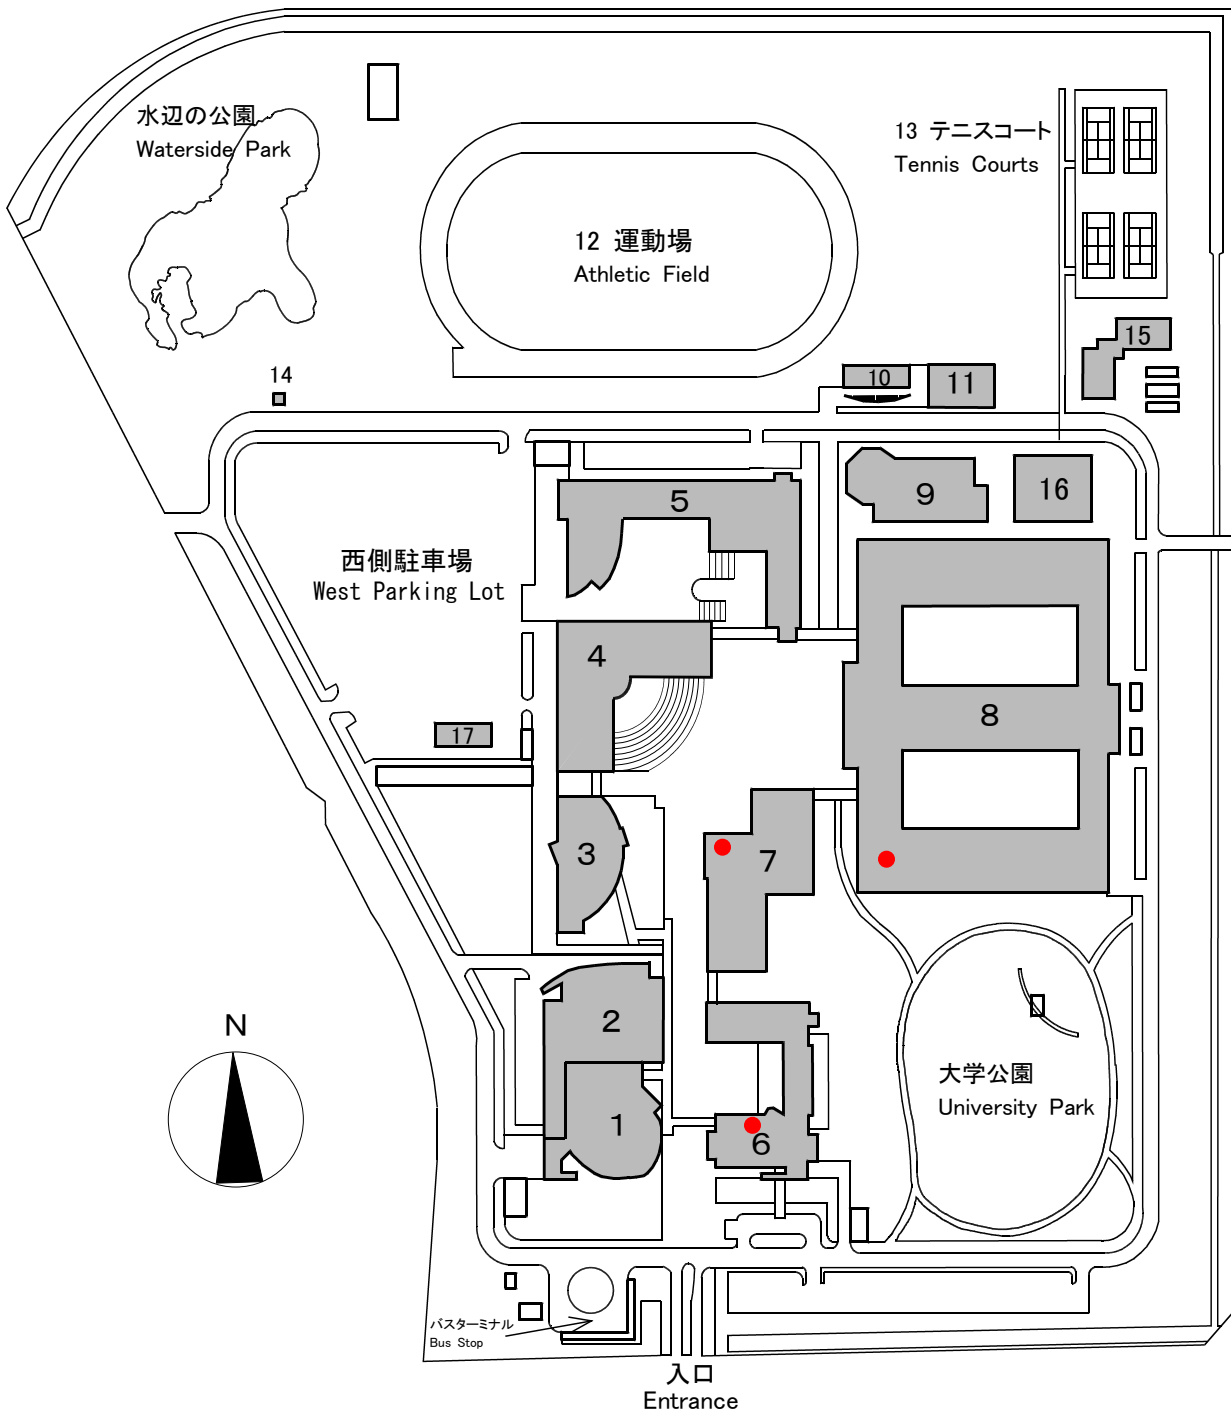 水辺の公園
Waterside Park
13 テニスコート
Tennis Courts
12 運動場
Athletic Field
15
14
10
11
5
9
16
西側駐車場
West Parking Lot
4
8
17
3
7
2
N
大学公園
University Park
1
6
バスターミナル
Bus Stop
入口
Entrance